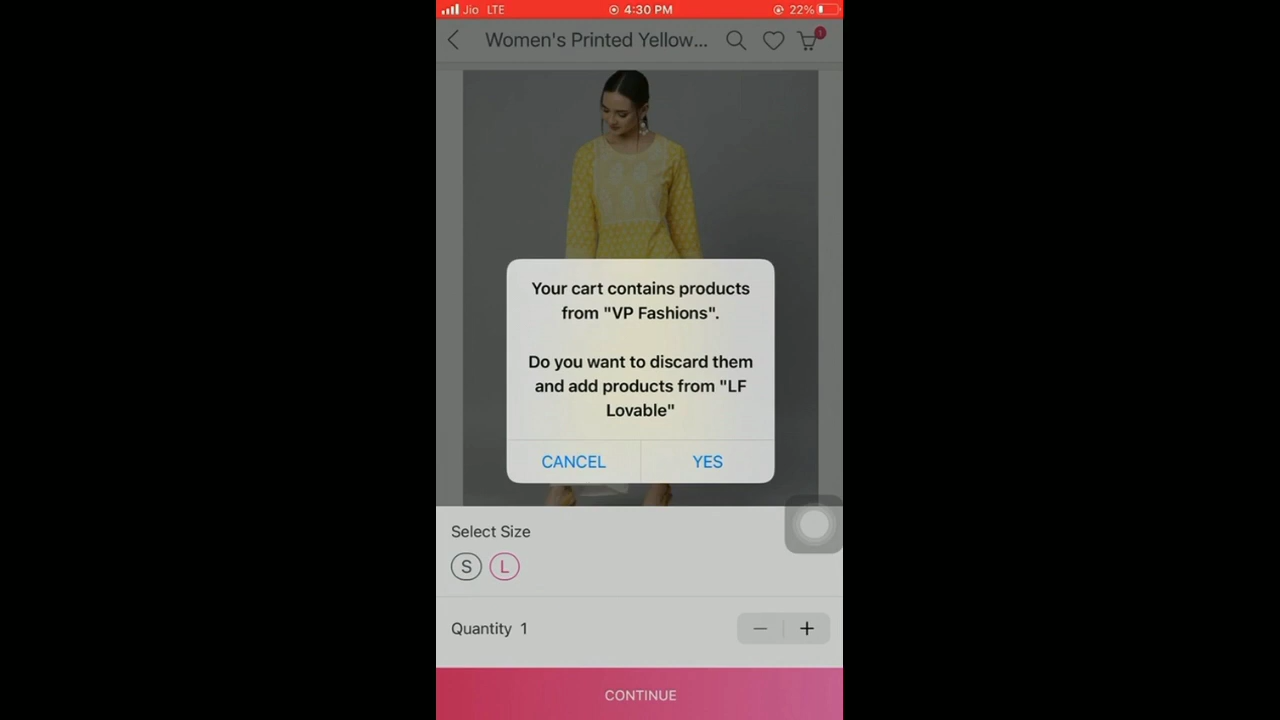 Jio LTE 4:30 PM 22%
Women's Printed Yellow...
1
Your cart contains products
from "VP Fashions".
Do you want to discard them
and add products from "LF
Lovable"
CANCEL YES
Select Size
S L
Quantity 1
CONTINUE